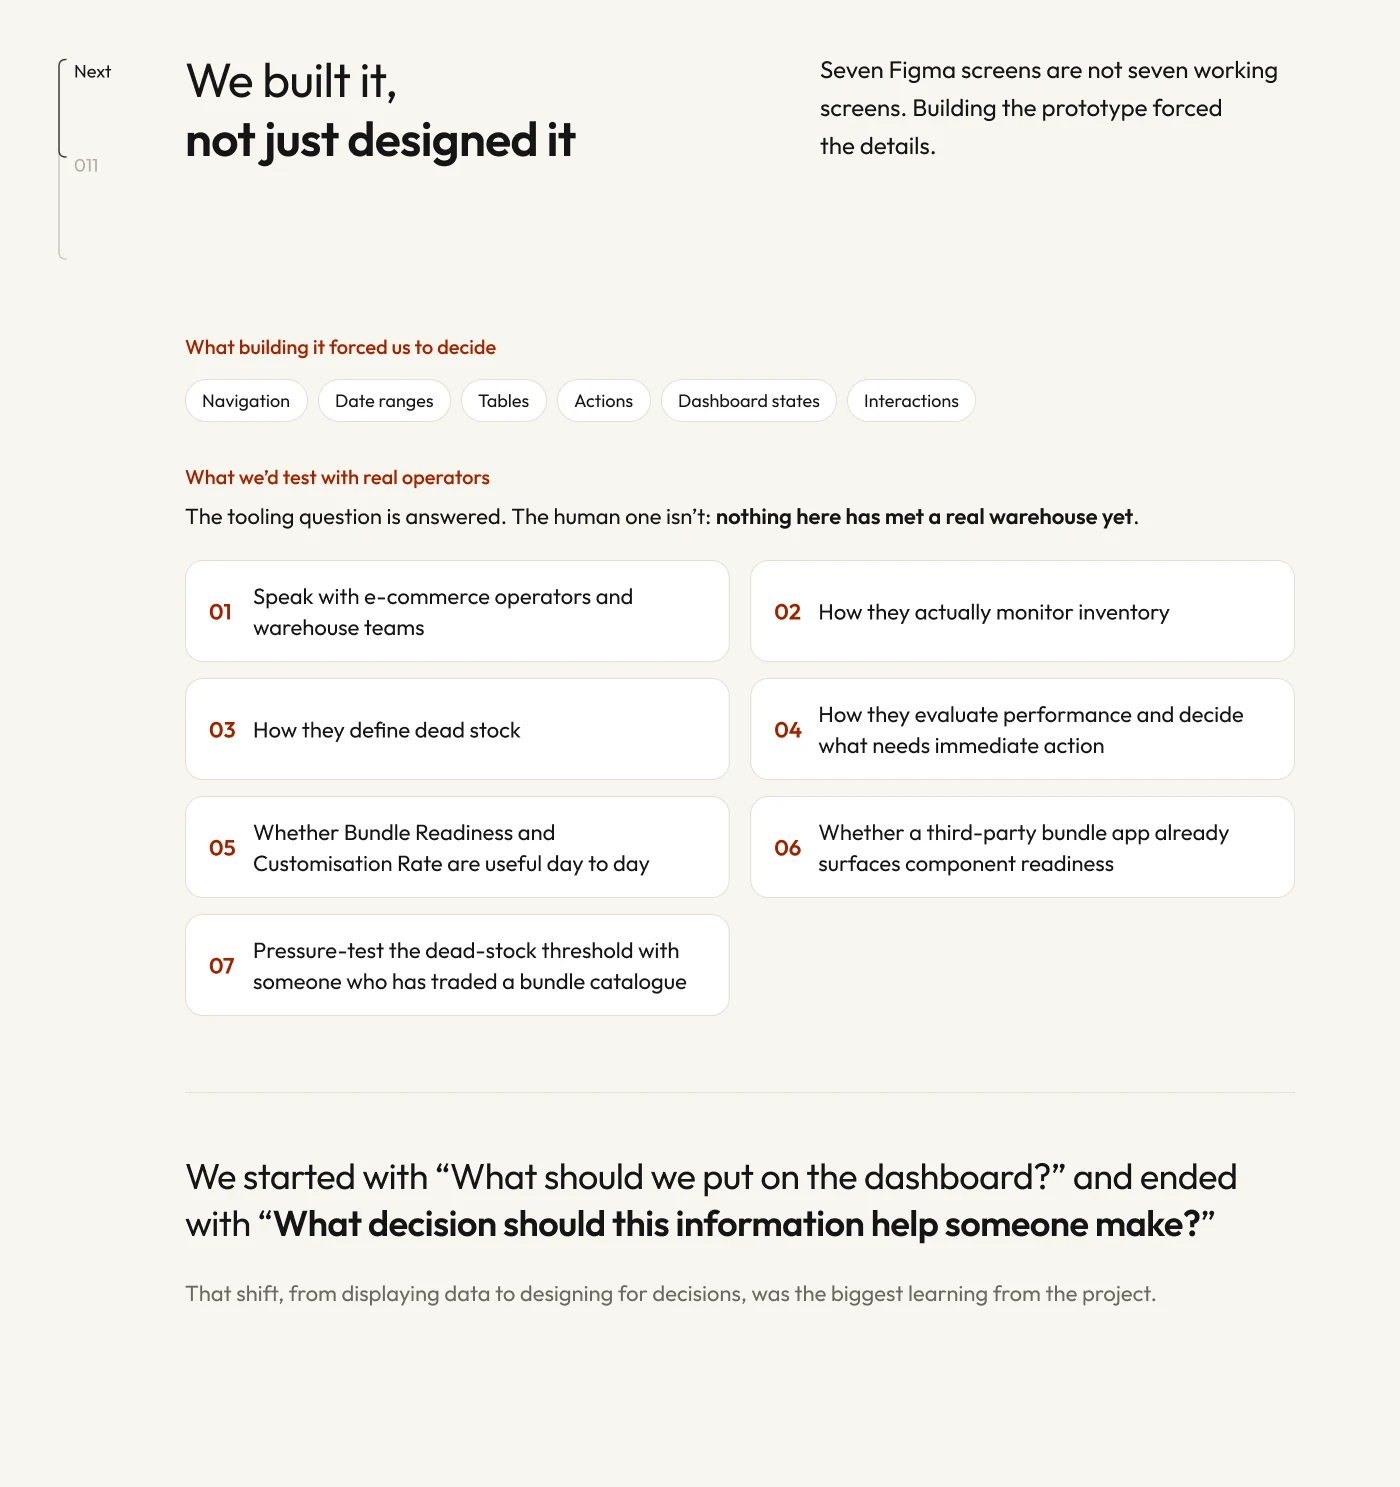 Next
011
We built it,
not just designed it
Seven Figma screens are not seven working
screens. Building the prototype forced
the details.
What building it forced us to decide
Navigation
Date ranges
Tables
Actions
Dashboard states
Interactions
What we’d test with real operators
The tooling question is answered. The human one isn’t: nothing here has met a real warehouse yet.
01
Speak with e-commerce operators and
warehouse teams
02
How they actually monitor inventory
03
How they define dead stock
04
How they evaluate performance and decide
what needs immediate action
05
Whether Bundle Readiness and
Customisation Rate are useful day to day
06
Whether a third-party bundle app already
surfaces component readiness
07
Pressure-test the dead-stock threshold with
someone who has traded a bundle catalogue
We started with “What should we put on the dashboard?” and ended
with “What decision should this information help someone make?”
That shift, from displaying data to designing for decisions, was the biggest learning from the project.